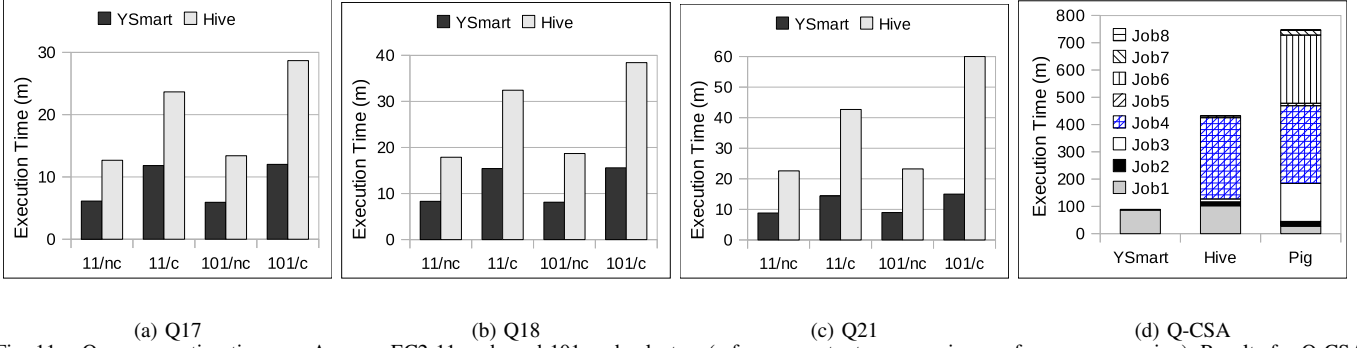 YSmart Hive
Execution Time (m)
30
20
10
0
11/nc 11/c 101/nc 101/c
(a) Q17
YSmart Hive
Execution Time (m)
40
30
20
10
0
11/nc 11/c 101/nc 101/c
(b) Q18
YSmart Hive
Execution Time (m)
60
50
40
30
20
10
0
11/nc 11/c 101/nc 101/c
(c) Q21
Execution Time (m)
800
700
600
500
400
300
200
100
0
Job8
Job7
Job6
Job5
Job4
Job3
Job2
Job1
YSmart Hive Pig
(d) Q-CSA